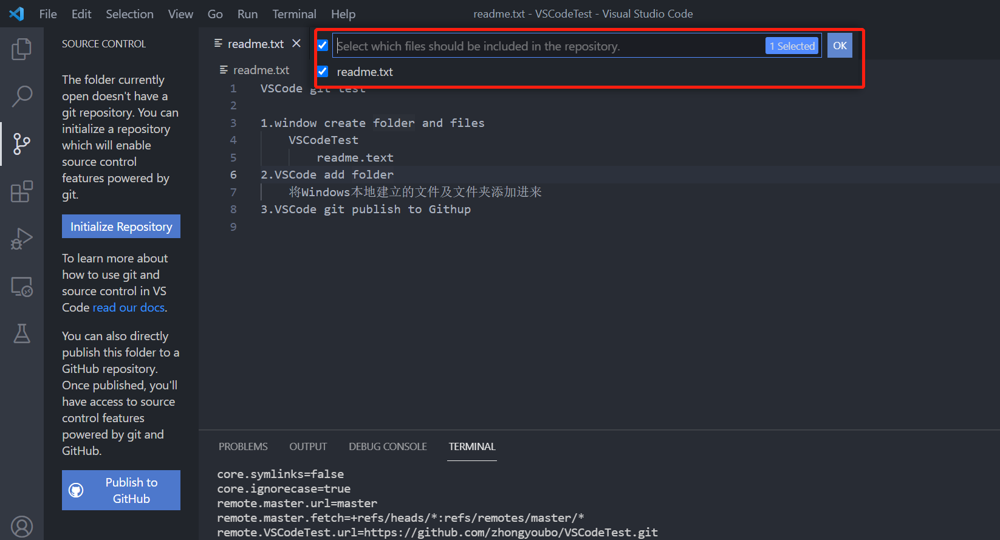 File Edit Selection View Go Run Terminal Help readme.txt - VSCodeTest - Visual Studio Code
SOURCE CONTROL
The folder currently
open doesn't have a
git repository. You can
initialize a repository
which will enable
source control
features powered by
git.
Initialize Repository
To learn more about
how to use git and
source control in VS
Code read our docs.
You can also directly
publish this folder to a
GitHub repository.
Once published, you'll
have access to source
control features
powered by git and
GitHub.
Publish to
GitHub
readme.txt
Select which files should be included in the repository. 1 Selected OK
readme.txt
readme.txt
1 VSCode git test
2
3 1.window create folder and files
4 VSCodeTest
5 readme.text
6 2.VSCode add folder
7 将Windows本地建立的文件及文件夹添加进来
8 3.VSCode git publish to Githup
9
PROBLEMS OUTPUT DEBUG CONSOLE TERMINAL
core.symlinks=false
core.ignorecase=true
remote.master.url=master
remote.master.fetch=+refs/heads/*:refs/remotes/master/*
remote.VSCodeTest.url=https://github.com/zhongyoubo/VSCodeTest.git